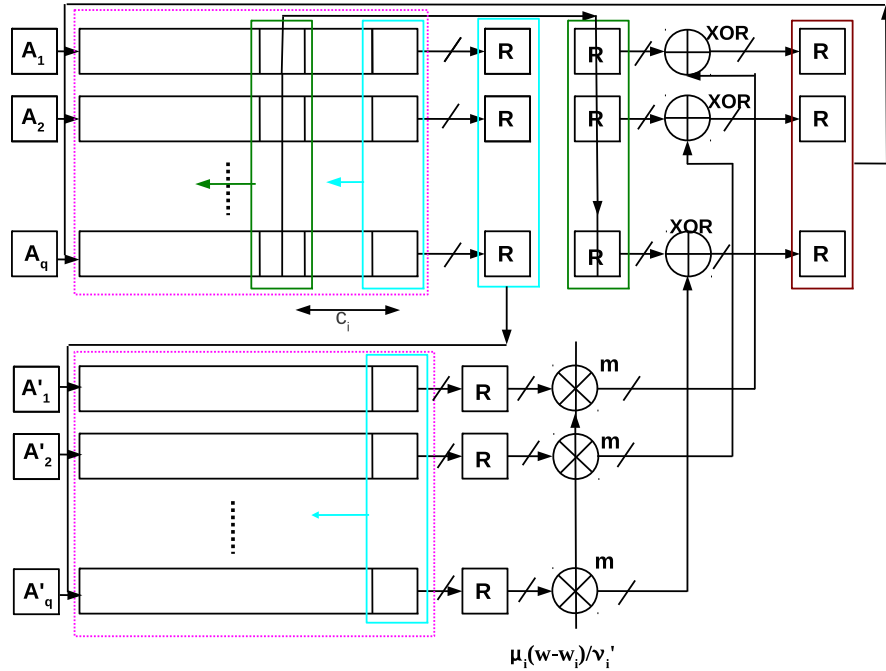 A1 R R XOR R
A2 R R XOR R
Aq R R XOR R
Ci
A'1 R m
A'2 R m
A'q R m
μi(w-wi)/νi'